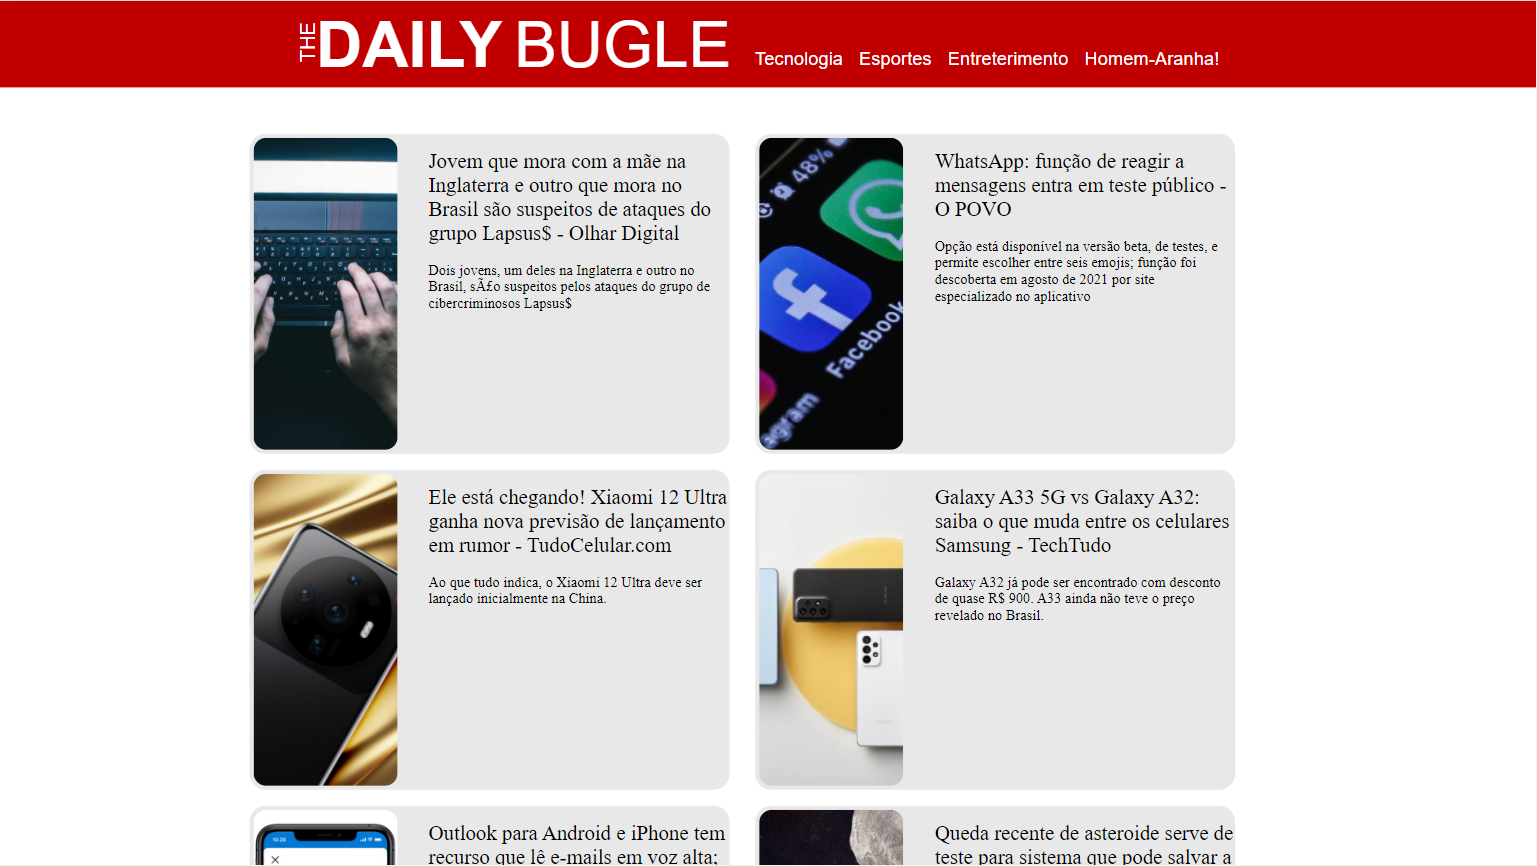 THE DAILY BUGLE
Tecnologia Esportes Entreterimento Homem-Aranha!
Jovem que mora com a mãe na
Inglaterra e outro que mora no
Brasil são suspeitos de ataques do
grupo Lapsus$ - Olhar Digital
Dois jovens, um deles na Inglaterra e outro no
Brasil, sÃ£o suspeitos pelos ataques do grupo de
cibercriminosos Lapsus$
48%
Facebook
agram
WhatsApp: função de reagir a
mensagens entra em teste público -
O POVO
Opção está disponível na versão beta, de testes, e
permite escolher entre seis emojis; função foi
descoberta em agosto de 2021 por site
especializado no aplicativo
Ele está chegando! Xiaomi 12 Ultra
ganha nova previsão de lançamento
em rumor - TudoCelular.com
Ao que tudo indica, o Xiaomi 12 Ultra deve ser
lançado inicialmente na China.
Galaxy A33 5G vs Galaxy A32:
saiba o que muda entre os celulares
Samsung - TechTudo
Galaxy A32 já pode ser encontrado com desconto
de quase R$ 900. A33 ainda não teve o preço
revelado no Brasil.
Outlook para Android e iPhone tem
recurso que lê e-mails em voz alta;
Queda recente de asteroide serve de
teste para sistema que pode salvar a